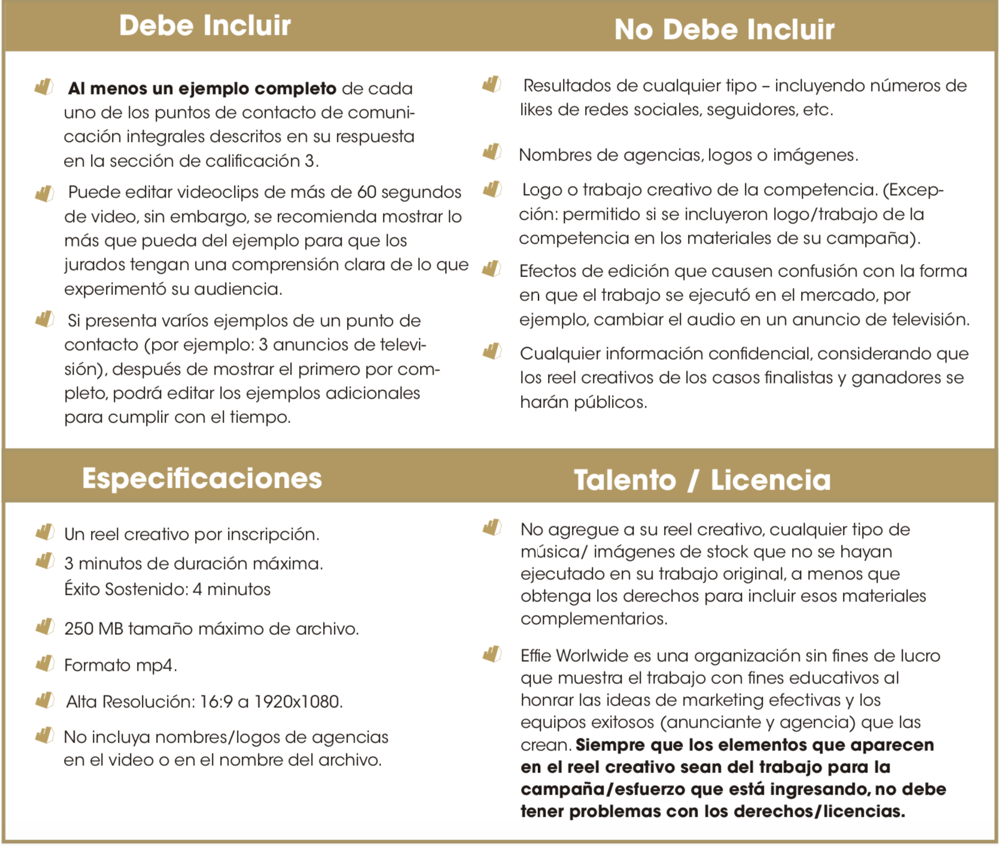 Debe Incluir
Al menos un ejemplo completo de cada
uno de los puntos de contacto de comuni-
cación integrales descritos en su respuesta
en la sección de calificación 3.
Puede editar videoclips de más de 60 segundos
de video, sin embargo, se recomienda mostrar lo
más que pueda del ejemplo para que los
jurados tengan una comprensión clara de lo que
experimentó su audiencia.
Si presenta varíos ejemplos de un punto de
contacto (por ejemplo: 3 anuncios de televi-
sión), después de mostrar el primero por com-
pleto, podrá editar los ejemplos adicionales
para cumplir con el tiempo.
No Debe Incluir
Resultados de cualquier tipo – incluyendo números de
likes de redes sociales, seguidores, etc.
Nombres de agencias, logos o imágenes.
Logo o trabajo creativo de la competencia. (Excep-
ción: permitido si se incluyeron logo/trabajo de la
competencia en los materiales de su campaña).
Efectos de edición que causen confusión con la forma
en que el trabajo se ejecutó en el mercado, por
ejemplo, cambiar el audio en un anuncio de televisión.
Cualquier información confidencial, considerando que
los reel creativos de los casos finalistas y ganadores se
harán públicos.
Especificaciones
Un reel creativo por inscripción.
3 minutos de duración máxima.
Éxito Sostenido: 4 minutos
250 MB tamaño máximo de archivo.
Formato mp4.
Alta Resolución: 16:9 a 1920x1080.
No incluya nombres/logos de agencias
en el video o en el nombre del archivo.
Talento / Licencia
No agregue a su reel creativo, cualquier tipo de
música/ imágenes de stock que no se hayan
ejecutado en su trabajo original, a menos que
obtenga los derechos para incluir esos materiales
complementarios.
Effie Worlwide es una organización sin fines de lucro
que muestra el trabajo con fines educativos al
honrar las ideas de marketing efectivas y los
equipos exitosos (anunciante y agencia) que las
crean. Siempre que los elementos que aparecen
en el reel creativo sean del trabajo para la
campaña/esfuerzo que está ingresando, no debe
tener problemas con los derechos/licencias.